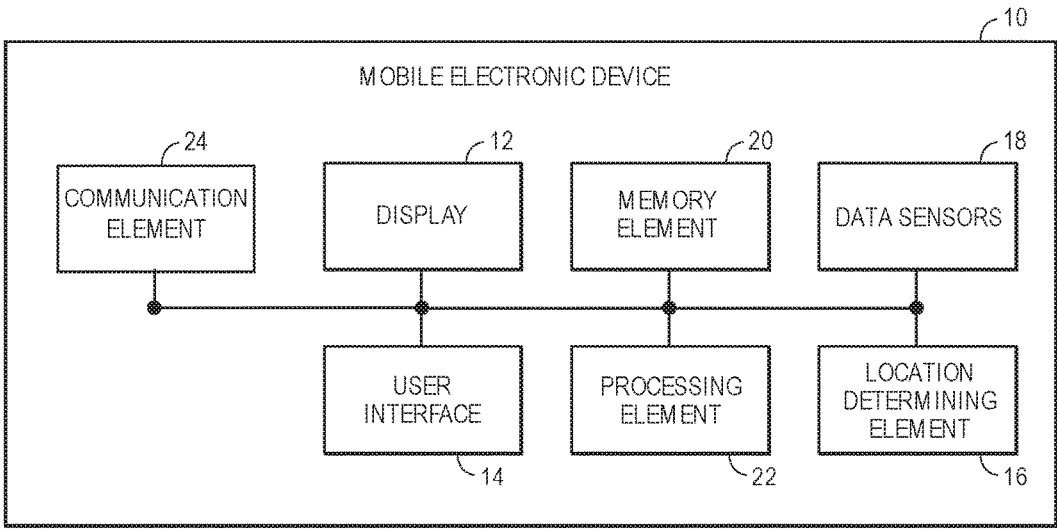 10
MOBILE ELECTRONIC DEVICE
24
12
20
18
COMMUNICATION
ELEMENT
DISPLAY
MEMORY
ELEMENT
DATA SENSORS
USER
INTERFACE
PROCESSING
ELEMENT
LOCATION
DETERMINING
ELEMENT
14
22
16